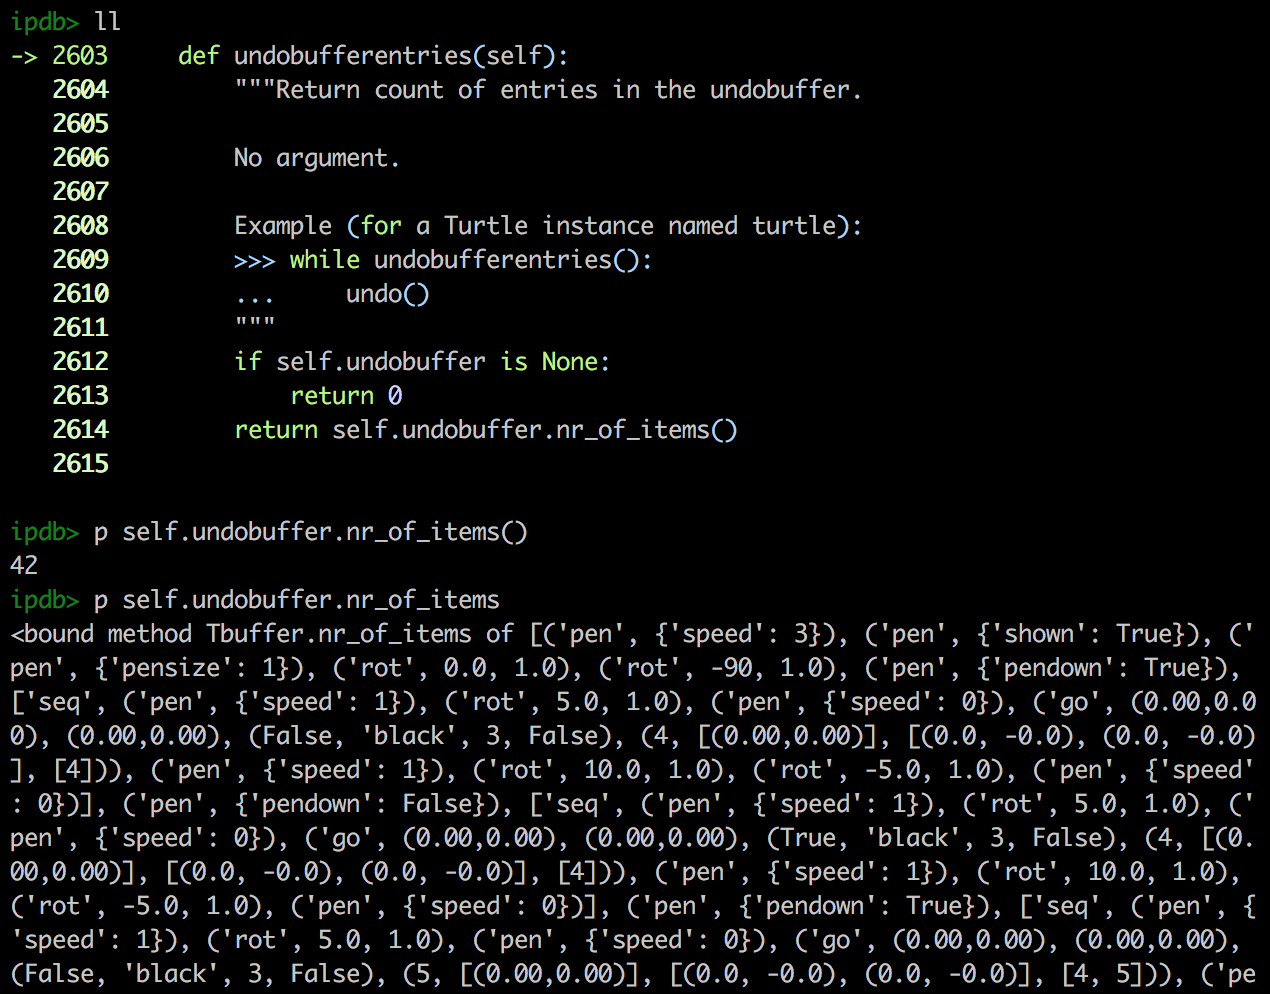 ipdb> ll
-> 2603     def undobufferentries(self):
   2604         """Return count of entries in the undobuffer.
   2605
   2606         No argument.
   2607
   2608         Example (for a Turtle instance named turtle):
   2609         >>> while undobufferentries():
   2610         ...     undo()
   2611         """
   2612         if self.undobuffer is None:
   2613             return 0
   2614         return self.undobuffer.nr_of_items()
   2615
ipdb> p self.undobuffer.nr_of_items()
42
ipdb> p self.undobuffer.nr_of_items
<bound method Tbuffer.nr_of_items of [('pen', {'speed': 3}), ('pen', {'shown': True}), ('
pen', {'pensize': 1}), ('rot', 0.0, 1.0), ('rot', -90, 1.0), ('pen', {'pendown': True}),
['seq', ('pen', {'speed': 1}), ('rot', 5.0, 1.0), ('pen', {'speed': 0}), ('go', (0.00,0.0
0), (0.00,0.00), (False, 'black', 3, False), (4, [(0.00,0.00)], [(0.0, -0.0), (0.0, -0.0)
], [4])), ('pen', {'speed': 1}), ('rot', 10.0, 1.0), ('rot', -5.0, 1.0), ('pen', {'speed'
: 0})], ('pen', {'pendown': False}), ['seq', ('pen', {'speed': 1}), ('rot', 5.0, 1.0), ('
pen', {'speed': 0}), ('go', (0.00,0.00), (0.00,0.00), (True, 'black', 3, False), (4, [(0.
00,0.00)], [(0.0, -0.0), (0.0, -0.0)], [4])), ('pen', {'speed': 1}), ('rot', 10.0, 1.0),
('rot', -5.0, 1.0), ('pen', {'speed': 0})], ('pen', {'pendown': True}), ['seq', ('pen', {
'speed': 1}), ('rot', 5.0, 1.0), ('pen', {'speed': 0}), ('go', (0.00,0.00), (0.00,0.00),
(False, 'black', 3, False), (5, [(0.00,0.00)], [(0.0, -0.0), (0.0, -0.0)], [4, 5])), ('pe